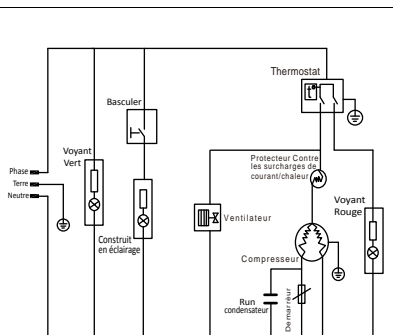 Thermostat
Basculer
Voyant
Vert
Protecteur Contre
les surcharges de
courant/chaleur
Phase
Terre
Neutre
Voyant
Rouge
Ventilateur
Construit
en éclairage
Compresseur
Run
condensateur
Demarreur